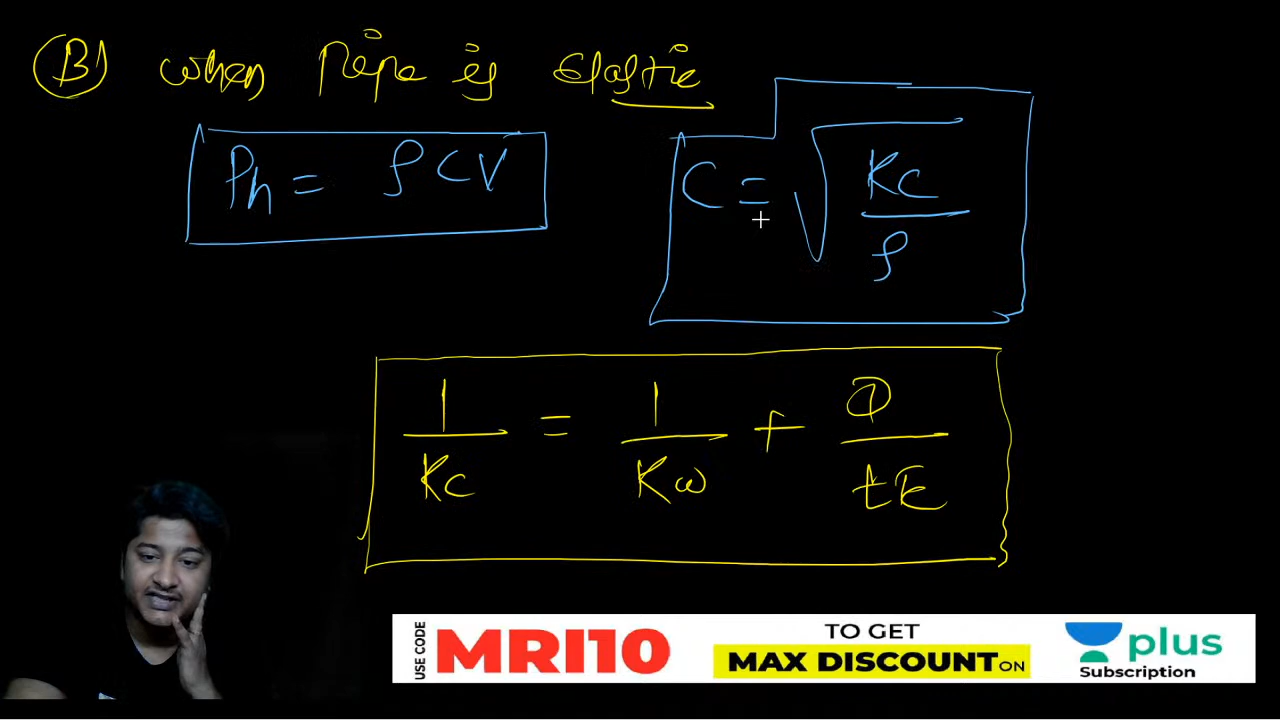 (B) When Pipe is Elastic
Ph = ρCV
C = √(Kc/ρ)
1/Kc = 1/Kω + D/tE
USE CODE
MRI10
TO GET
MAX DISCOUNT ON
plus
Subscription